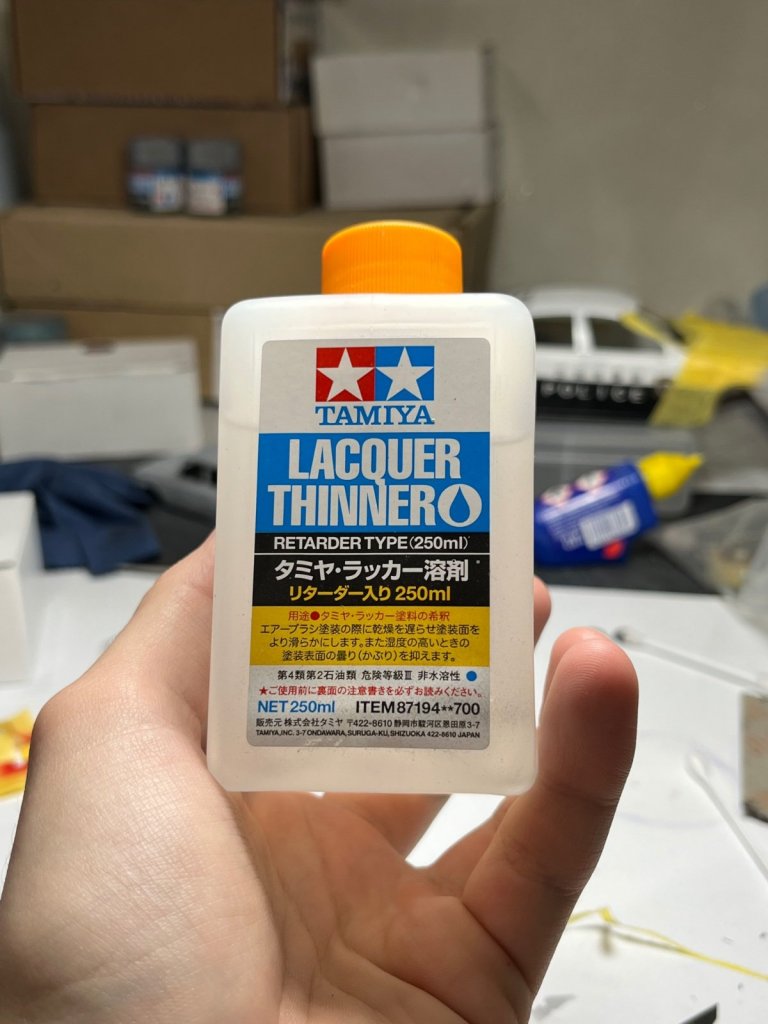 TAMIYA
LACQUER
THINNER
RETARDER TYPE(250ml)
タミヤ・ラッカー溶剤
リターダー入り 250ml
用途●タミヤ・ラッカー塗料の希釈
エアーブラシ塗装の際に乾燥を遅らせ塗装面を
より滑らかにします。また湿度の高いときの
塗装表面の曇り(かぶり)を抑えます。
第4類第2石油類 危険等級Ⅲ 非水溶性
★ご使用前に裏面の注意書きを必ずお読みください。
NET 250ml ITEM 87194**700
販売元 株式会社タミヤ 〒422-8610 静岡市駿河区恩田原3-7
TAMIYA,INC. 3-7 ONDAWARA, SURUGA-KU, SHIZUOKA 422-8610 JAPAN
POLICE